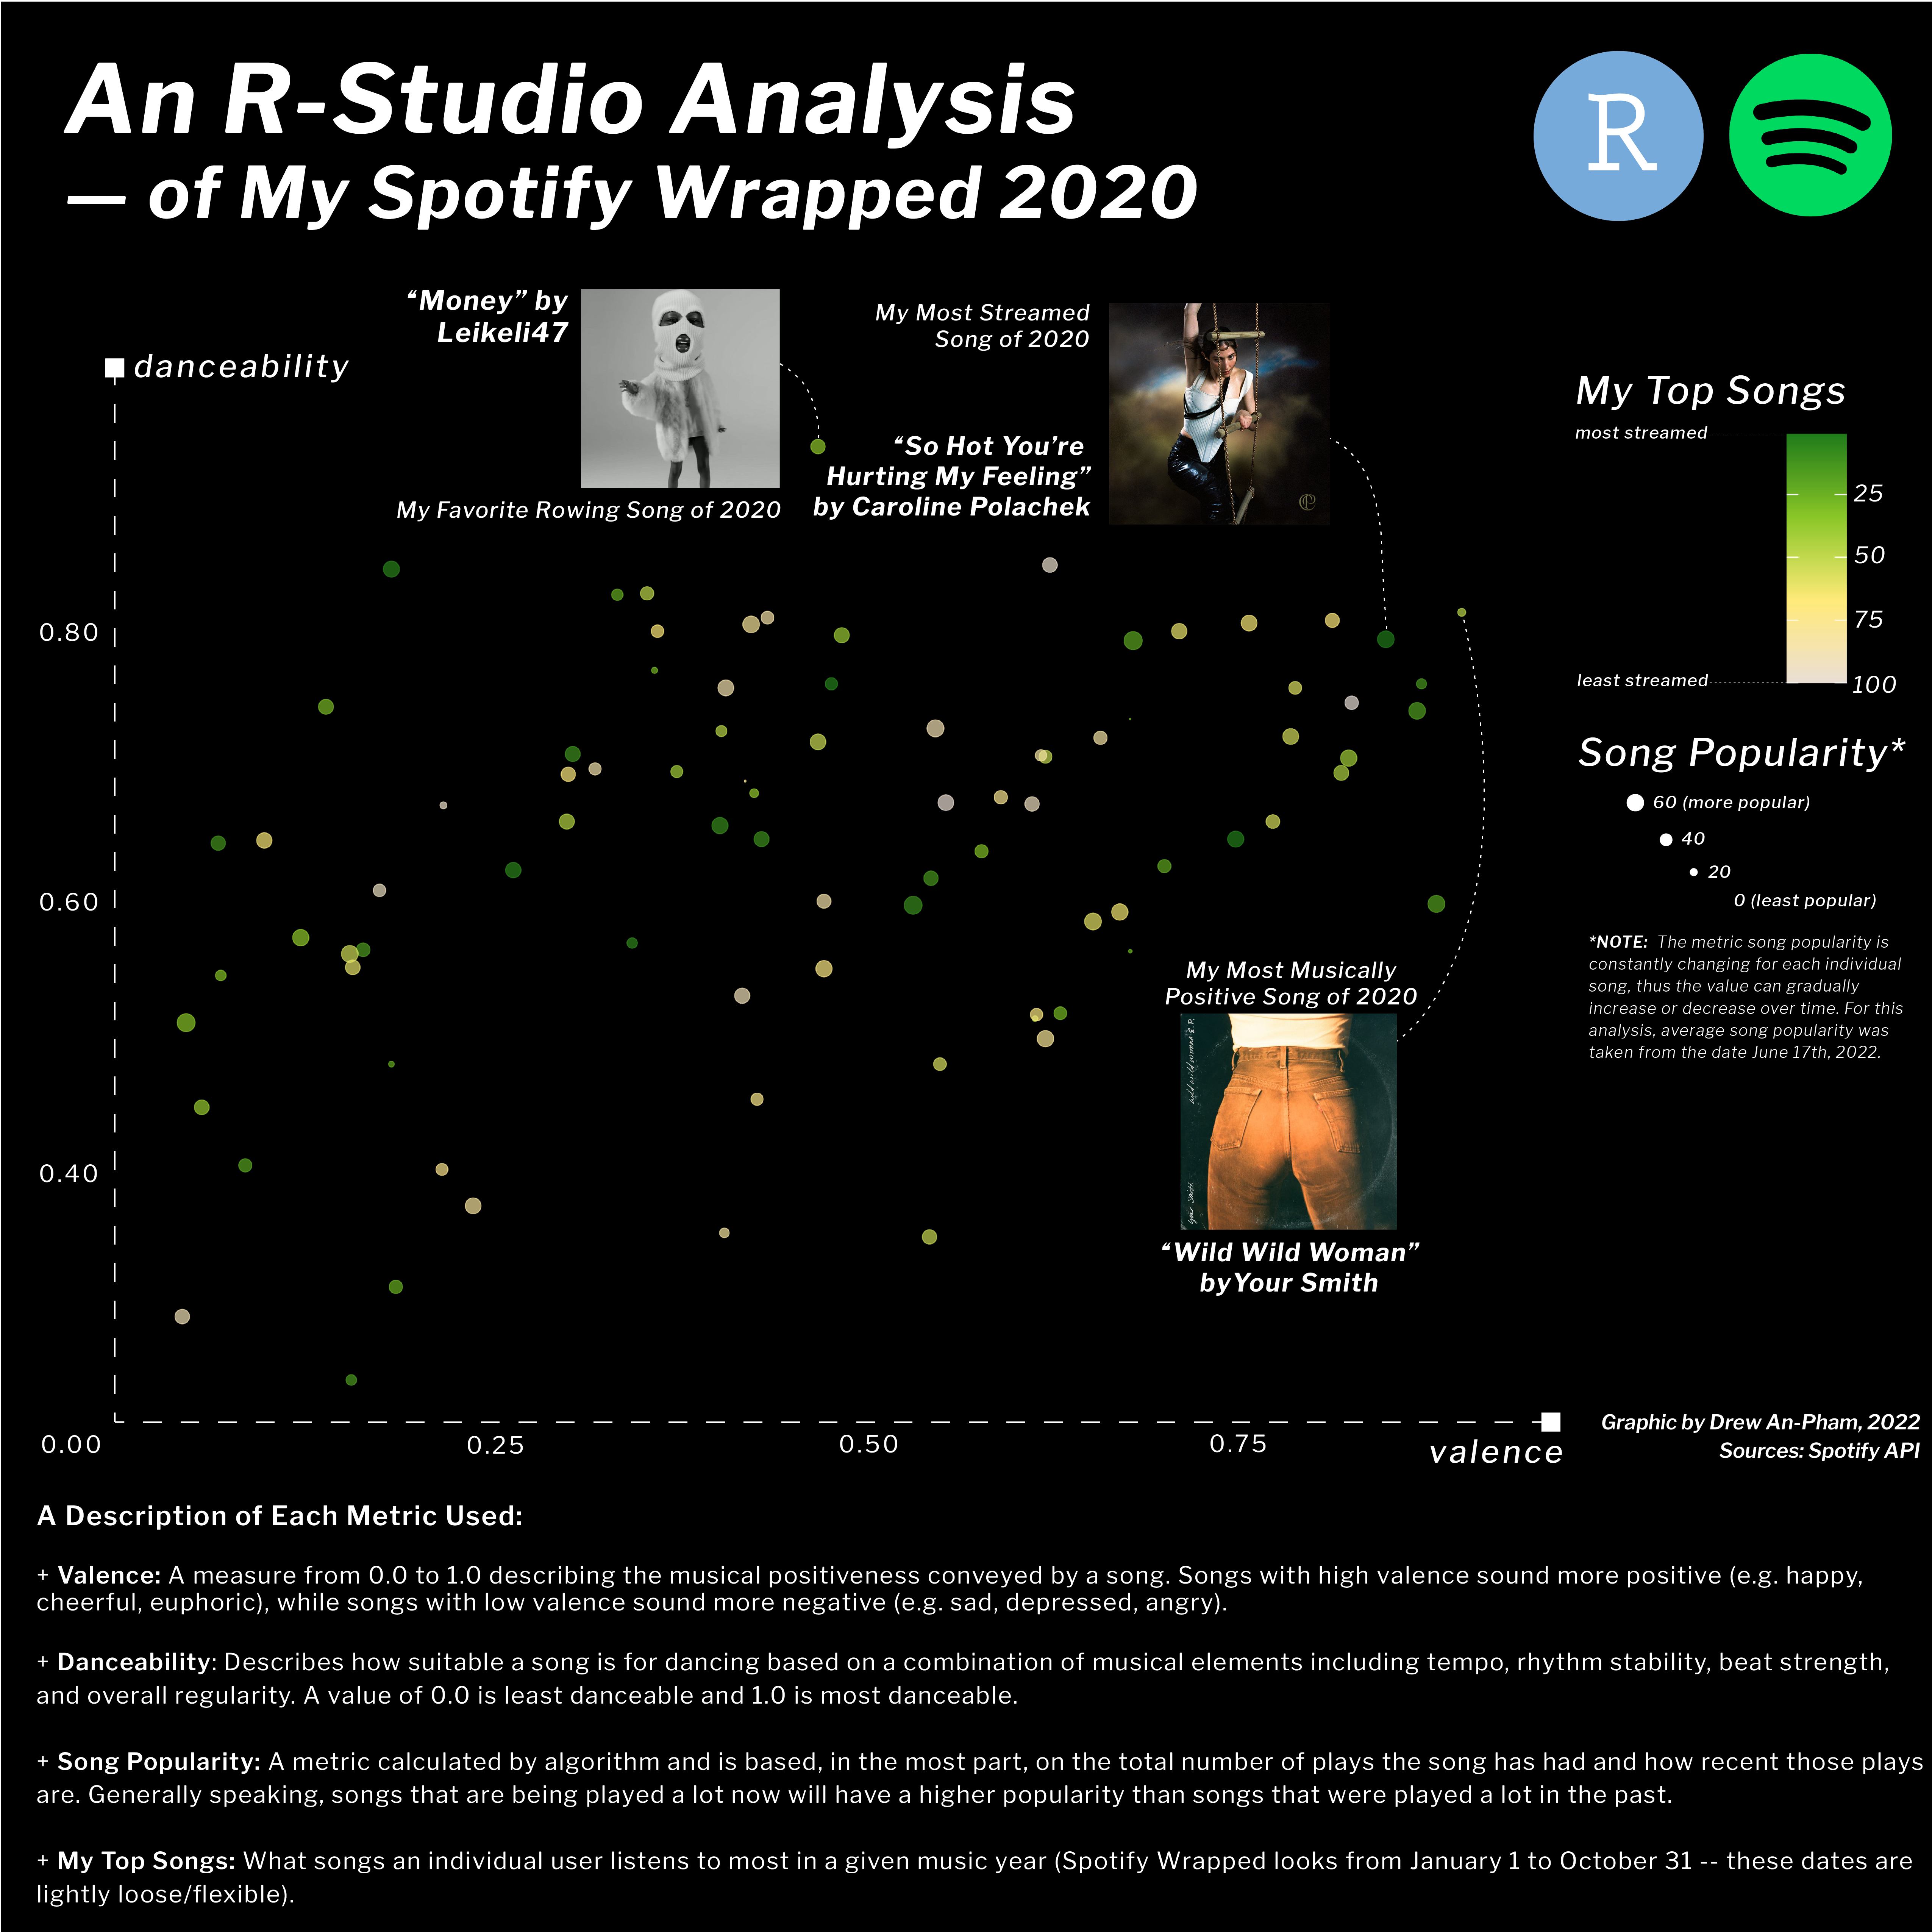 An R-Studio Analysis
— of My Spotify Wrapped 2020
R
“Money” by
Leikeli47
My Favorite Rowing Song of 2020
My Most Streamed
Song of 2020
“So Hot You’re
Hurting My Feeling”
by Caroline Polachek
danceability
0.80
0.60
0.40
0.00
0.25
0.50
0.75
valence
My Top Songs
most streamed
25
50
75
least streamed
100
Song Popularity*
60 (more popular)
40
20
0 (least popular)
*NOTE: The metric song popularity is
constantly changing for each individual
song, thus the value can gradually
increase or decrease over time. For this
analysis, average song popularity was
taken from the date June 17th, 2022.
My Most Musically
Positive Song of 2020
wild wild woman E.P.
your smith
“Wild Wild Woman”
byYour Smith
Graphic by Drew An-Pham, 2022
Sources: Spotify API
A Description of Each Metric Used:
+ Valence: A measure from 0.0 to 1.0 describing the musical positiveness conveyed by a song. Songs with high valence sound more positive (e.g. happy,
cheerful, euphoric), while songs with low valence sound more negative (e.g. sad, depressed, angry).
+ Danceability: Describes how suitable a song is for dancing based on a combination of musical elements including tempo, rhythm stability, beat strength,
and overall regularity. A value of 0.0 is least danceable and 1.0 is most danceable.
+ Song Popularity: A metric calculated by algorithm and is based, in the most part, on the total number of plays the song has had and how recent those plays
are. Generally speaking, songs that are being played a lot now will have a higher popularity than songs that were played a lot in the past.
+ My Top Songs: What songs an individual user listens to most in a given music year (Spotify Wrapped looks from January 1 to October 31 -- these dates are
lightly loose/flexible).